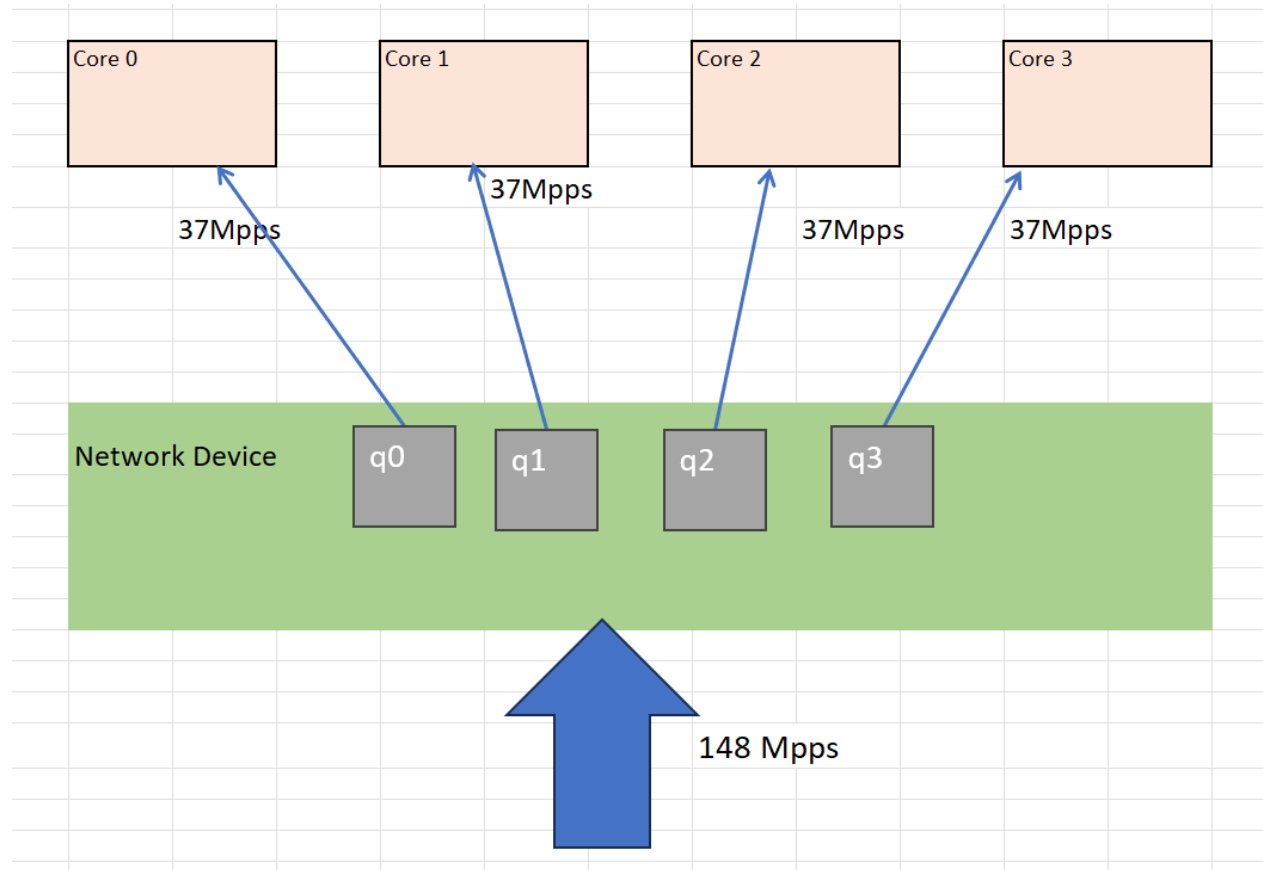 Core 0
Core 1
Core 2
Core 3
37Mpps
37Mpps
37Mpps
37Mpps
Network Device
q0
q1
q2
q3
148 Mpps